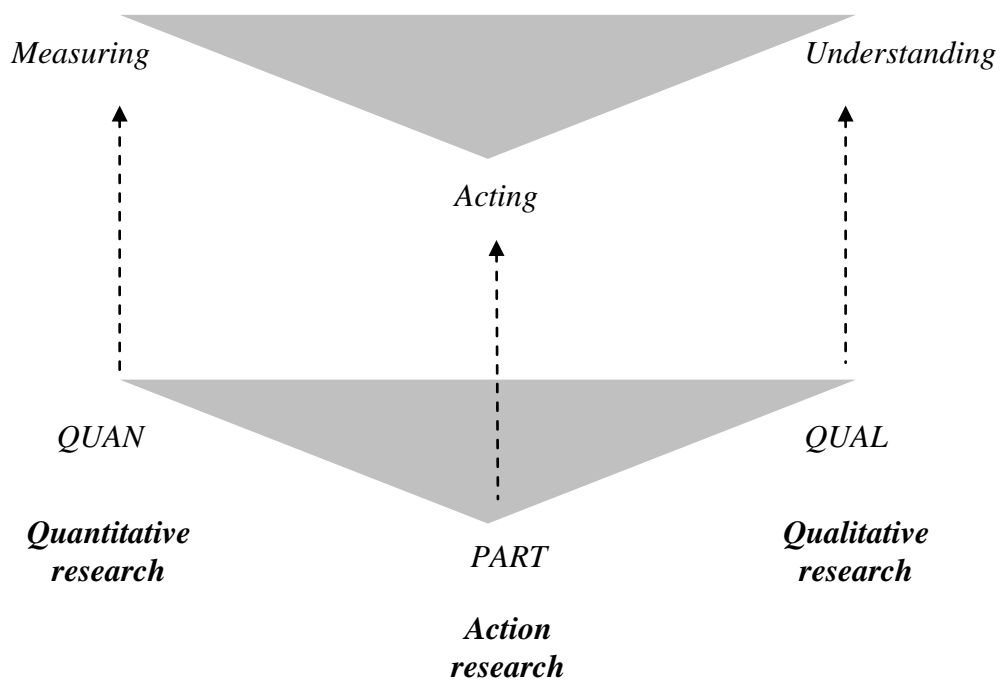 Measuring
Understanding
Acting
QUAN
QUAL
Quantitative
research
PART
Qualitative
research
Action
research